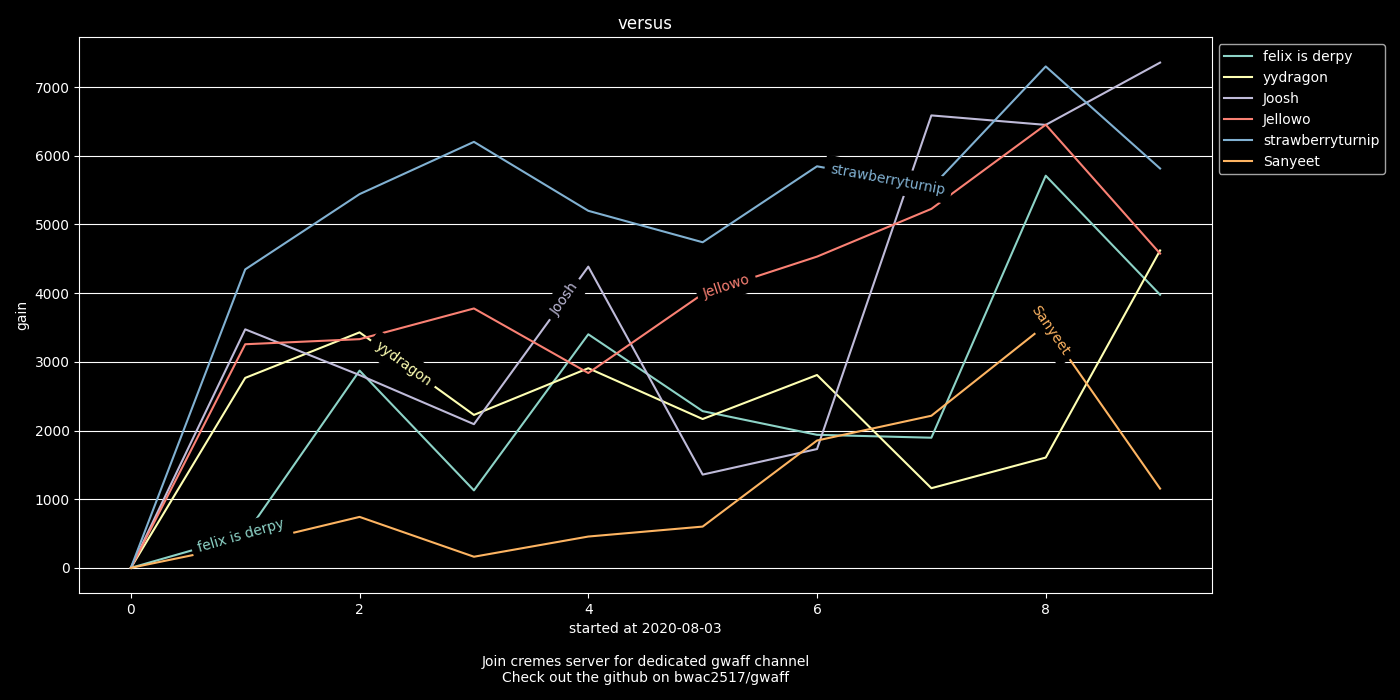 versus
felix is derpy
yydragon
Joosh
Jellowo
strawberryturnip
Sanyeet
7000
6000
5000
4000
3000
2000
1000
0
gain
strawberryturnip
Jellowo
Joosh
Sanyeet
yydragon
felix is derpy
0 2 4 6 8
started at 2020-08-03
Join cremes server for dedicated gwaff channel
Check out the github on bwac2517/gwaff